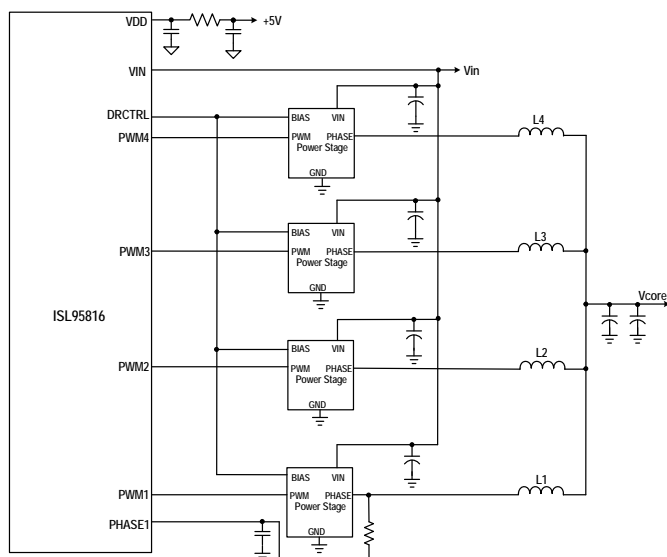 VDD
+5V
VIN
Vin
DRCTRL
BIAS VIN
PWM4
PWM PHASE
Power Stage
GND
L4
BIAS VIN
PWM3
PWM PHASE
Power Stage
GND
L3
ISL95816
Vcore
BIAS VIN
PWM2
PWM PHASE
Power Stage
GND
L2
BIAS VIN
PWM1
PWM PHASE
Power Stage
GND
L1
PHASE1